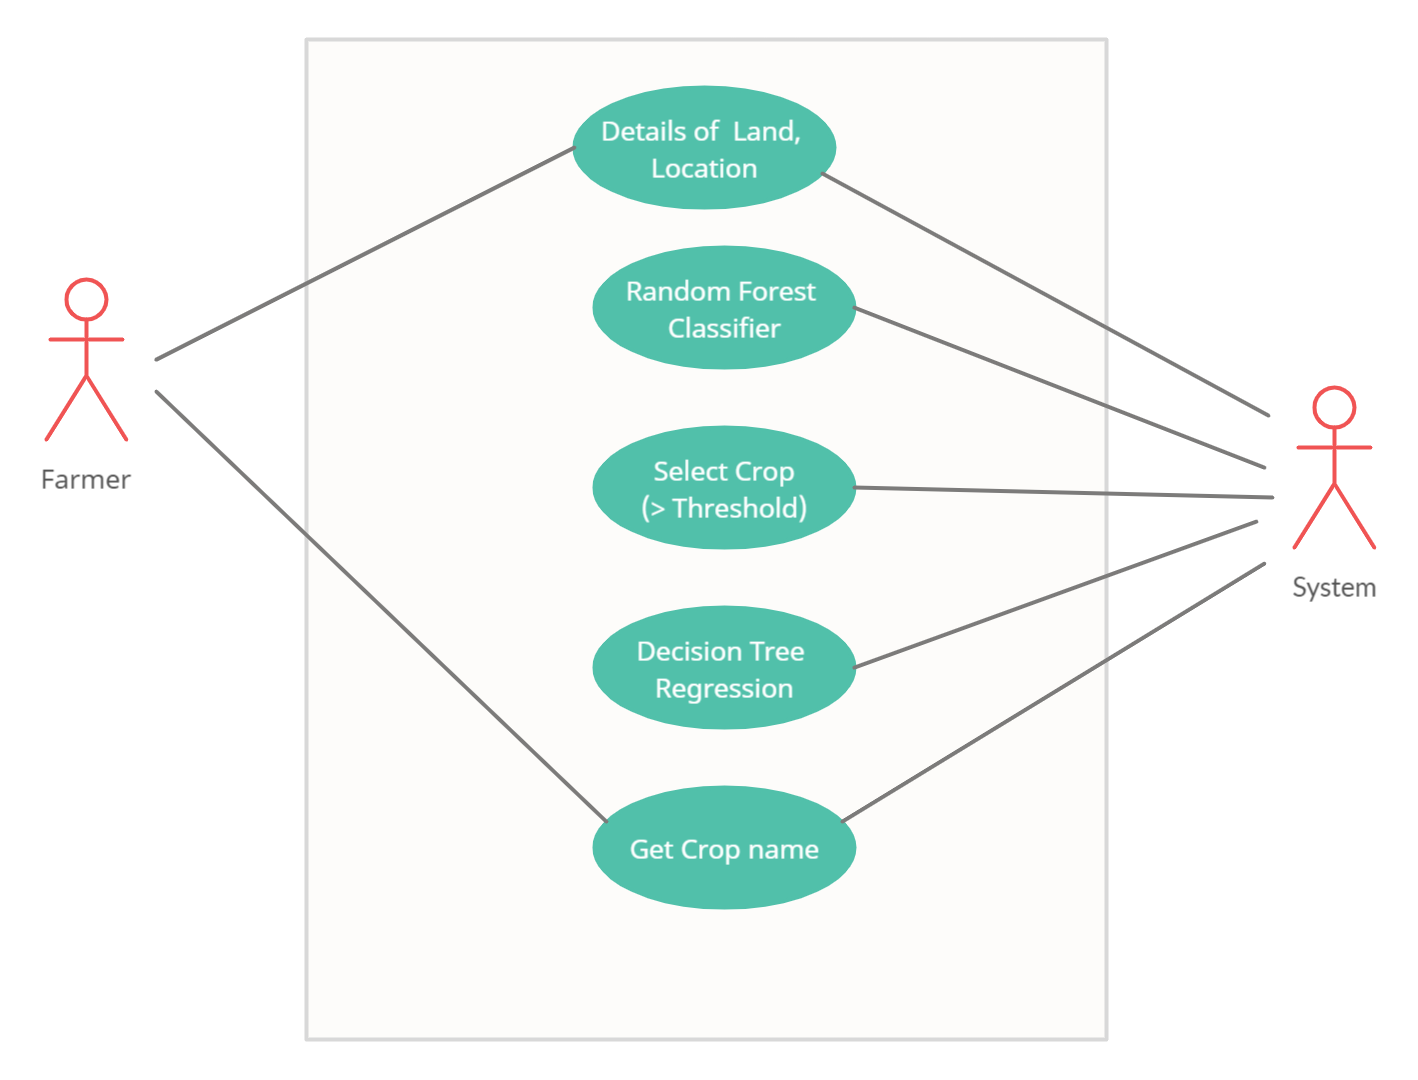 Details of Land,
Location
Random Forest
Classifier
Farmer
Select Crop
(> Threshold)
System
Decision Tree
Regression
Get Crop name